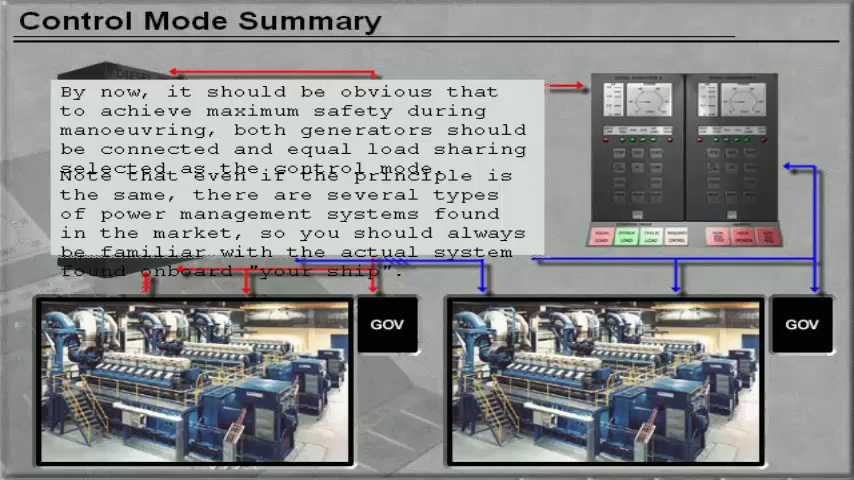 Control Mode Summary
By now, it should be obvious that
to achieve maximum safety during
manoeuvring, both generators should
be connected and equal load sharing
selected as the control mode.
Note that even if the principle is
the same, there are several types
of power management systems found
in the market, so you should always
be familiar with the actual system
found onboard "your ship".
GOV
GOV